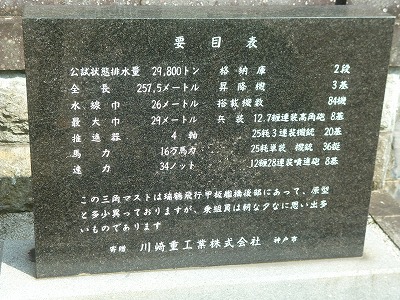 要目表
公試状態排水量 29,800トン
全長 257.5メートル
水線巾 26メートル
最大巾 29メートル
推進器 4軸
馬力 16万馬力
速力 34ノット
格納庫 2段
昇降機 3基
搭載機数 84機
兵装 12.7糎連装高角砲 8基
25粍3連装機銃 20基
25粍単装機銃 36挺
12糎28連装噴進砲 8基
この三角マストは瑞鶴飛行甲板艦橋後部にあって、原型
と多少異っておりますが、乗組員は朝な夕なに思い出多
いものであります
寄贈 川崎重工業株式会社 神戸市